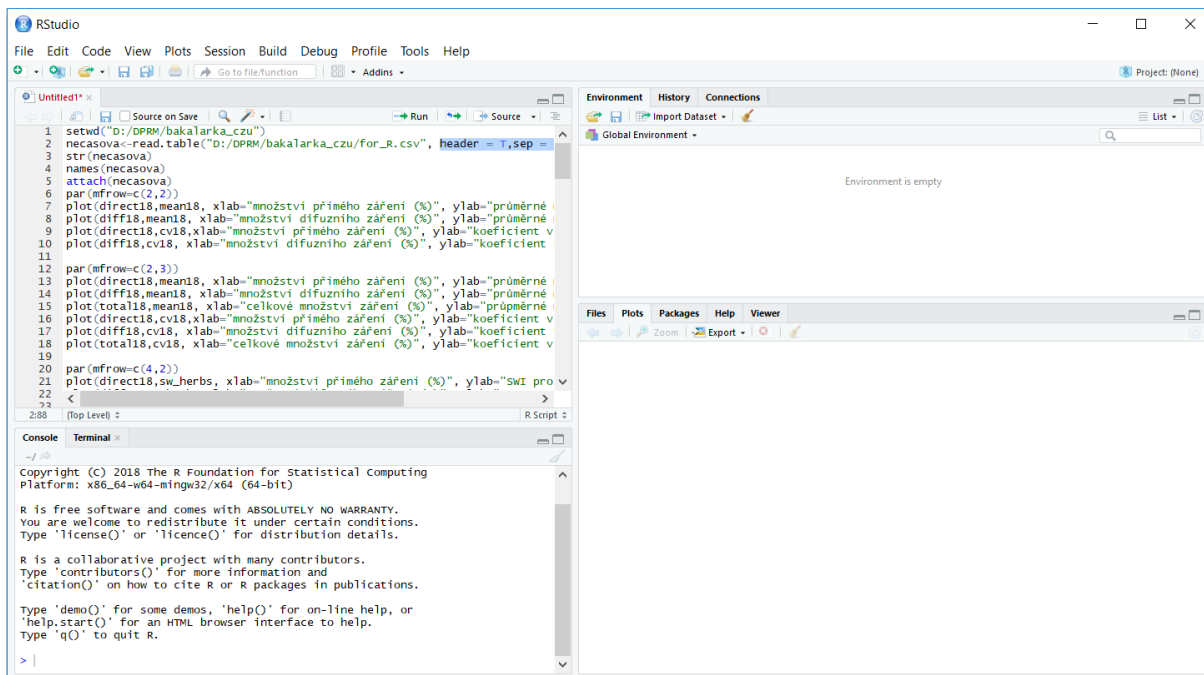 RStudio
File Edit Code View Plots Session Build Debug Profile Tools Help
Go to file/function Addins Project: (None)
Untitled1*
Source on Save Run Source
1 setwd("D:/DPRM/bakalarka_czu")
2 necasova<-read.table("D:/DPRM/bakalarka_czu/for_R.csv", header = T,sep =
3 str(necasova)
4 names(necasova)
5 attach(necasova)
6 par(mfrow=c(2,2))
7 plot(direct18,mean18, xlab="množství přímého záření (%)", ylab="průměrné
8 plot(diff18,mean18, xlab="množství difuzního záření (%)", ylab="průměrné
9 plot(direct18,cv18,xlab="množství přímého záření (%)", ylab="koeficient v
10 plot(diff18,cv18, xlab="množství difuzního záření (%)", ylab="koeficient
11
12 par(mfrow=c(2,3))
13 plot(direct18,mean18, xlab="množství přímého záření (%)", ylab="průměrné
14 plot(diff18,mean18, xlab="množství difuzního záření (%)", ylab="průměrné
15 plot(total18,mean18, xlab="celkové množství záření (%)", ylab="průpměrné
16 plot(direct18,cv18,xlab="množství přímého záření (%)", ylab="koeficient v
17 plot(diff18,cv18, xlab="množství difuzního záření (%)", ylab="koeficient
18 plot(total18,cv18, xlab="celkové množství záření (%)", ylab="koeficient v
19
20 par(mfrow=c(4,2))
21 plot(direct18,sw_herbs, xlab="množství přímého záření (%)", ylab="SWI pro
22
23
2:88 (Top Level) R Script
Console Terminal
~/
Copyright (C) 2018 The R Foundation for Statistical Computing
Platform: x86_64-w64-mingw32/x64 (64-bit)
R is free software and comes with ABSOLUTELY NO WARRANTY.
You are welcome to redistribute it under certain conditions.
Type 'license()' or 'licence()' for distribution details.
R is a collaborative project with many contributors.
Type 'contributors()' for more information and
'citation()' on how to cite R or R packages in publications.
Type 'demo()' for some demos, 'help()' for on-line help, or
'help.start()' for an HTML browser interface to help.
Type 'q()' to quit R.
>
Environment History Connections
Import Dataset List
Global Environment
Environment is empty
Files Plots Packages Help Viewer
Zoom Export